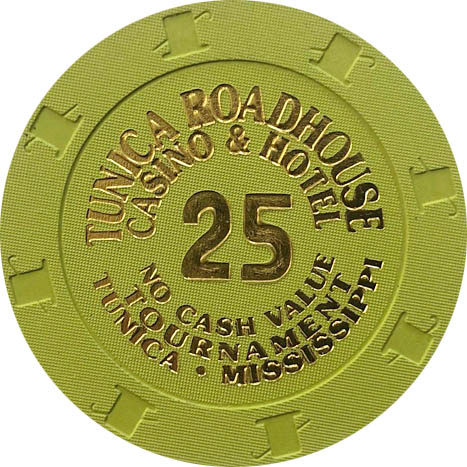 TUNICA ROADHOUSE
CASINO & HOTEL
25
NO CASH VALUE
TOURNAMENT
TUNICA • MISSISSIPPI